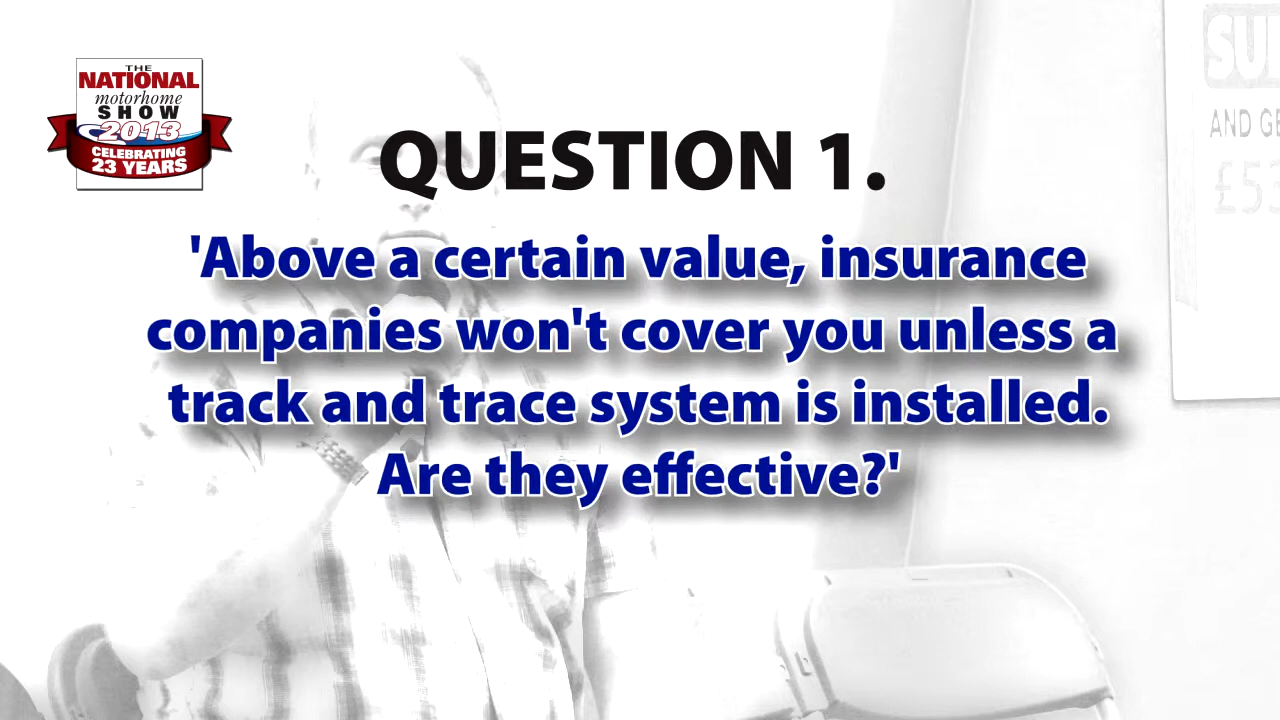 THE
NATIONAL
motorhome
SHOW
2013
CELEBRATING
23 YEARS
QUESTION 1.
'Above a certain value, insurance
companies won't cover you unless a
track and trace system is installed.
Are they effective?'
AND